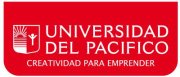 UNIVERSIDAD
DEL PACIFICO
CREATIVIDAD PARA EMPRENDER